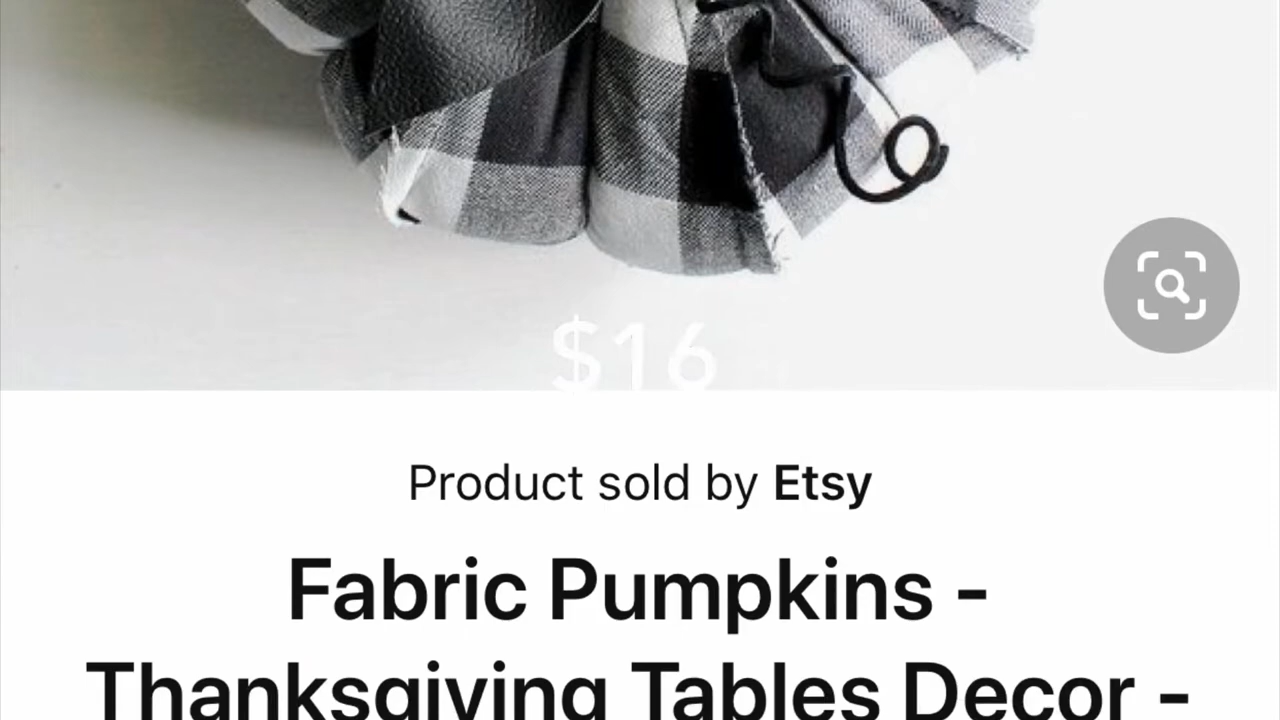 $16
Product sold by Etsy
Fabric Pumpkins -
Thanksgiving Tables Decor -